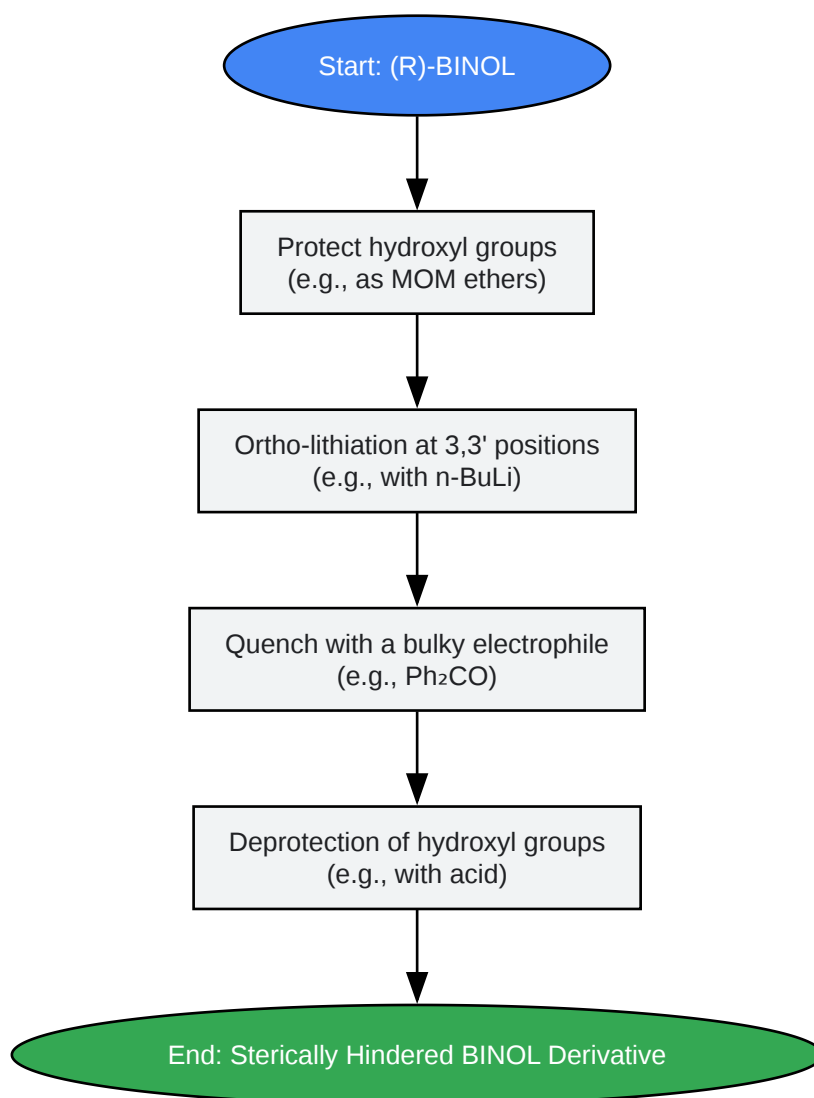 Start: (R)-BINOL
Protect hydroxyl groups
(e.g., as MOM ethers)
Ortho-lithiation at 3,3' positions
(e.g., with n-BuLi)
Quench with a bulky electrophile
(e.g., Ph₂CO)
Deprotection of hydroxyl groups
(e.g., with acid)
End: Sterically Hindered BINOL Derivative